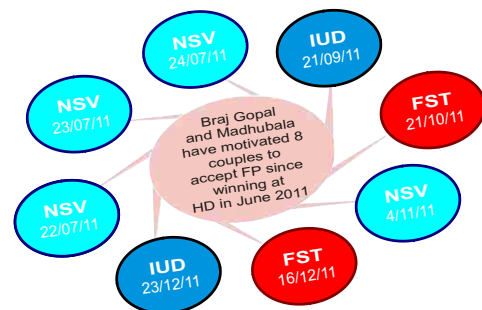 NSV
24/07/11
IUD
21/09/11
NSV
23/07/11
FST
21/10/11
Braj Gopal
and Madhubala
have motivated 8
couples to
accept FP since
winning at
HD in June 2011
NSV
22/07/11
NSV
4/11/11
IUD
23/12/11
FST
16/12/11